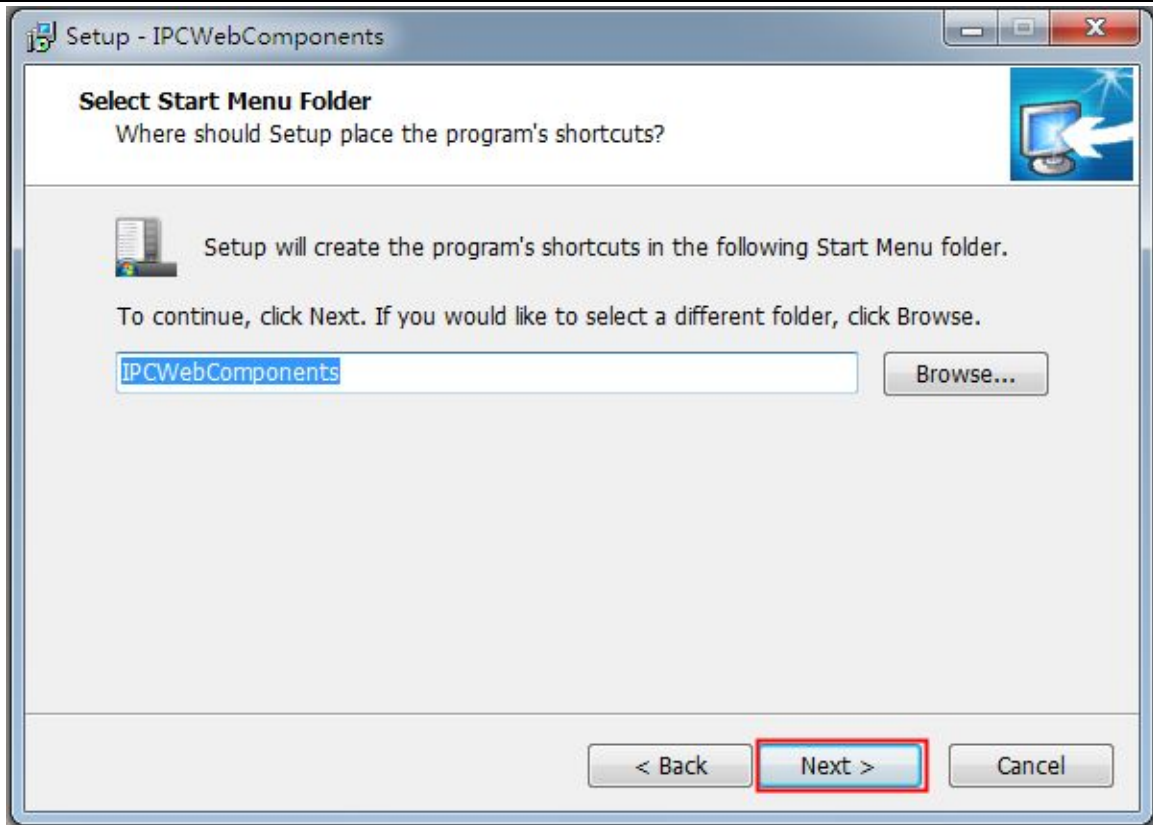 Setup - IPCWebComponents
Select Start Menu Folder
Where should Setup place the program's shortcuts?
Setup will create the program's shortcuts in the following Start Menu folder.
To continue, click Next. If you would like to select a different folder, click Browse.
IPCWebComponents
Browse...
< Back
Next >
Cancel